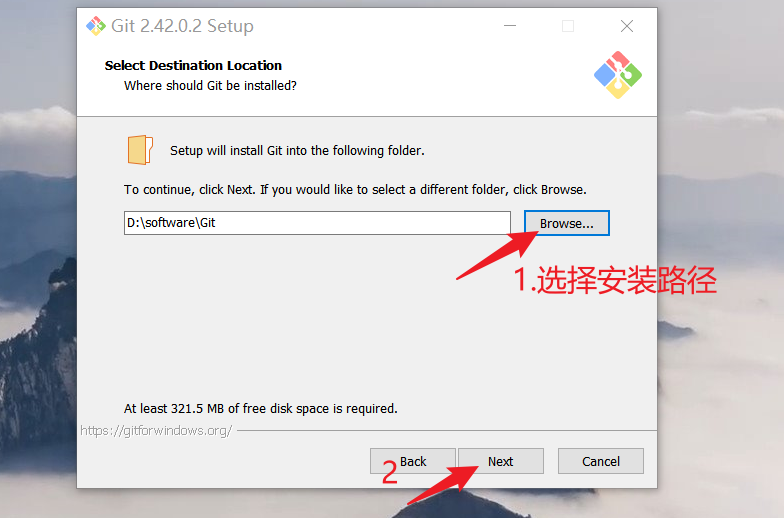 Git 2.42.0.2 Setup
Select Destination Location
Where should Git be installed?
Setup will install Git into the following folder.
To continue, click Next. If you would like to select a different folder, click Browse.
D:\software\Git
Browse...
1.选择安装路径
At least 321.5 MB of free disk space is required.
https://gitforwindows.org/
Back
Next
Cancel
2